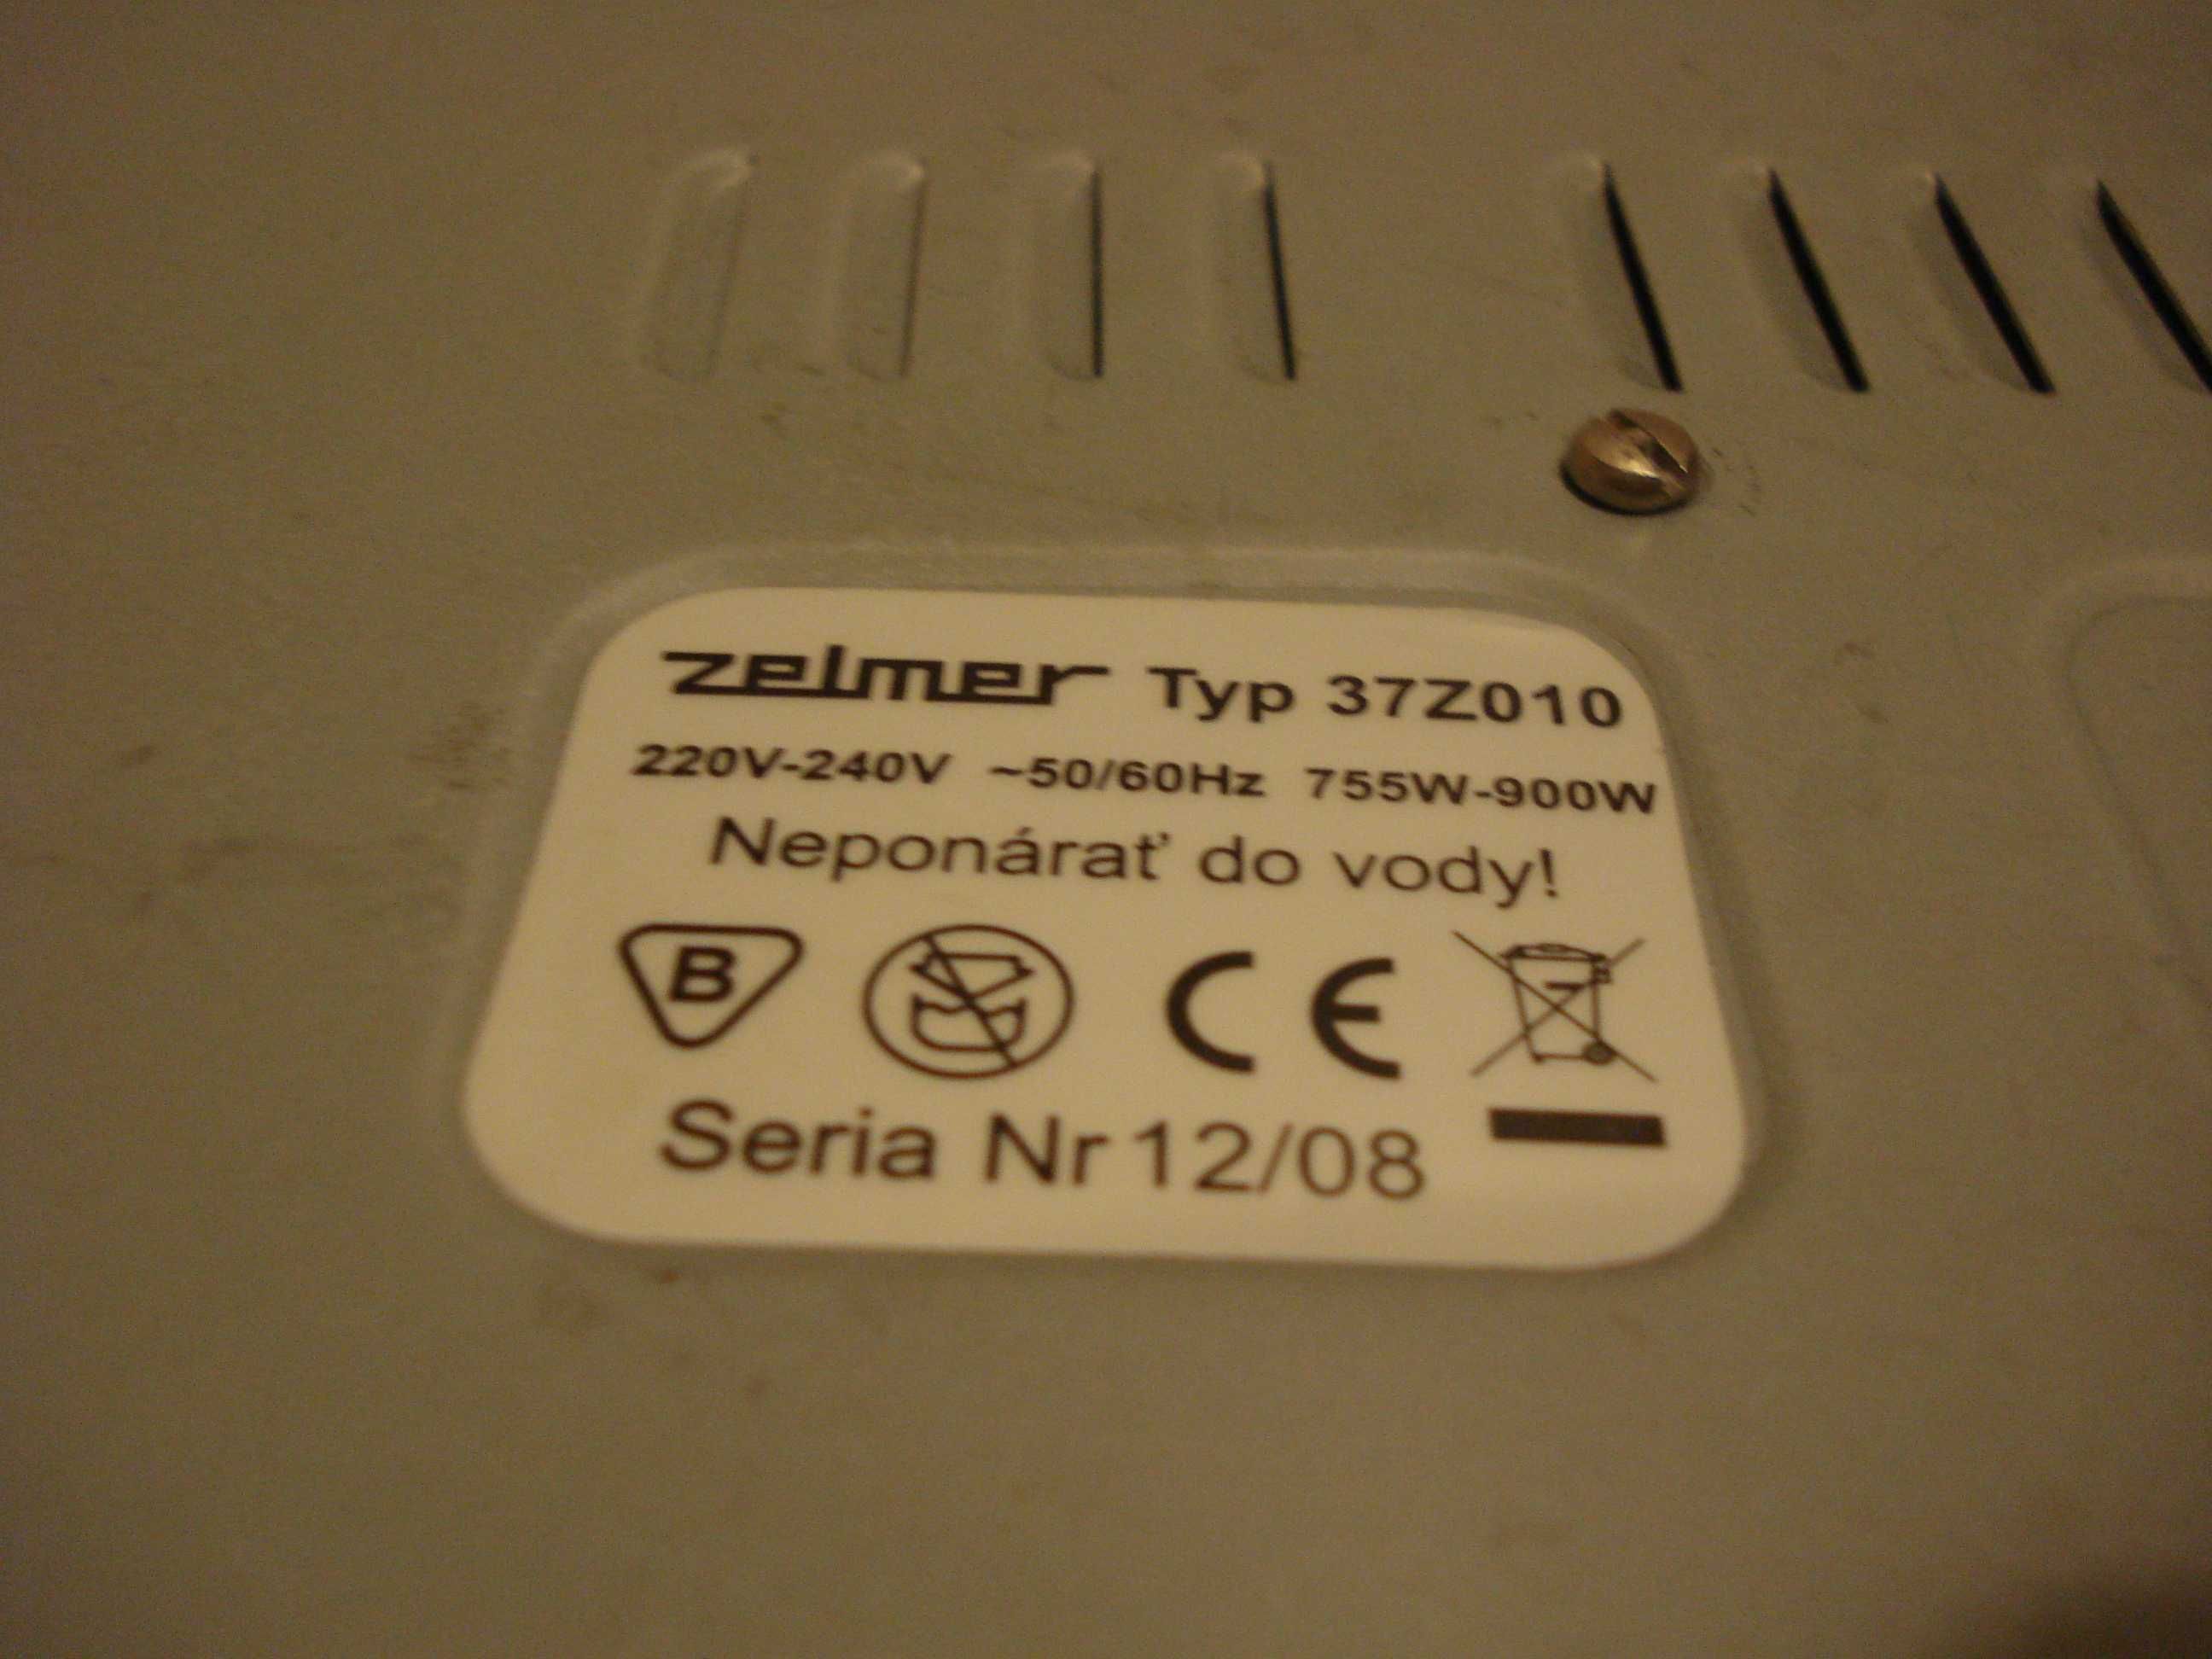 zelmer Typ 37Z010
220V-240V ~50/60Hz 755W-900W
Neponárať do vody!
B CE
Seria Nr 12/08